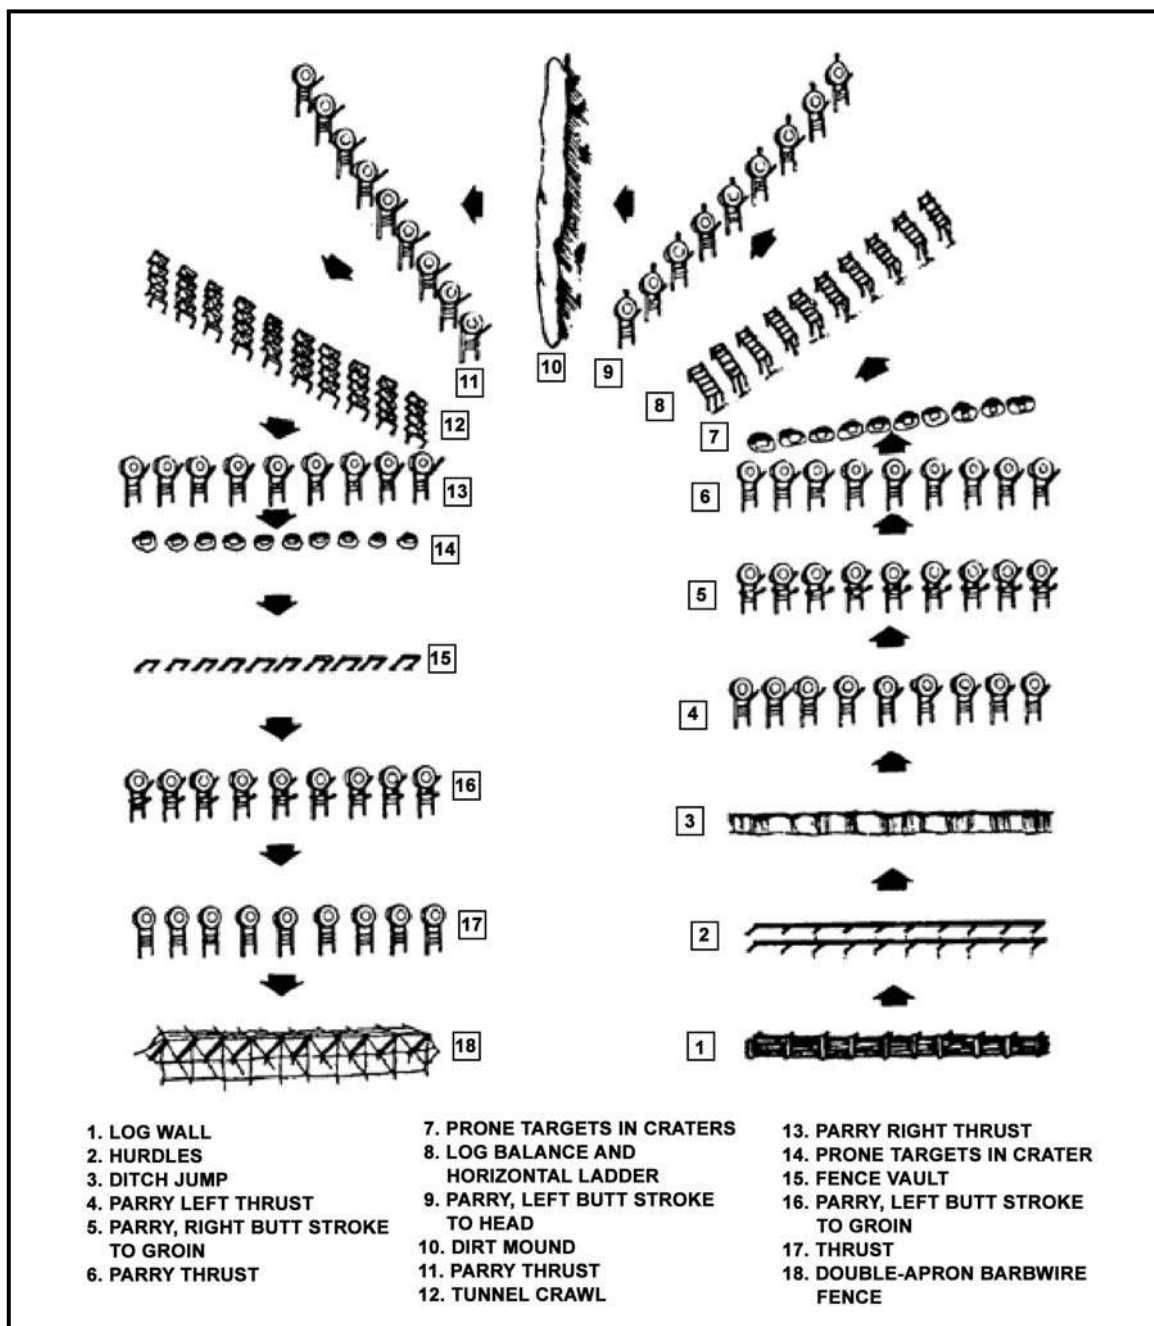 11
10
9
8
12
7
13
6
14
5
15
4
16
3
17
2
18
1
1. LOG WALL
2. HURDLES
3. DITCH JUMP
4. PARRY LEFT THRUST
5. PARRY, RIGHT BUTT STROKE
TO GROIN
6. PARRY THRUST
7. PRONE TARGETS IN CRATERS
8. LOG BALANCE AND
HORIZONTAL LADDER
9. PARRY, LEFT BUTT STROKE
TO HEAD
10. DIRT MOUND
11. PARRY THRUST
12. TUNNEL CRAWL
13. PARRY RIGHT THRUST
14. PRONE TARGETS IN CRATER
15. FENCE VAULT
16. PARRY, LEFT BUTT STROKE
TO GROIN
17. THRUST
18. DOUBLE-APRON BARBWIRE
FENCE